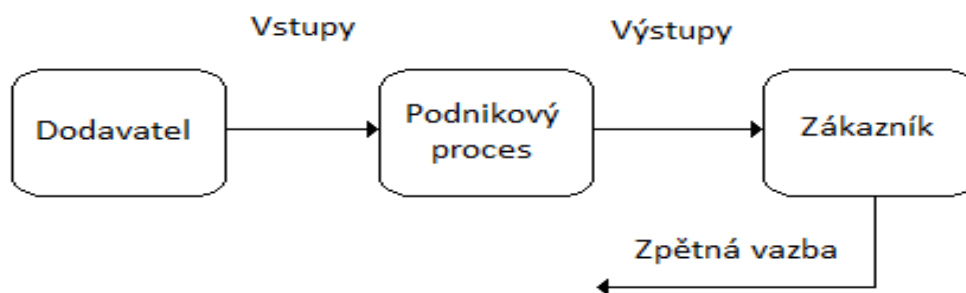 Vstupy
Výstupy
Dodavatel
Podnikový
proces
Zákazník
Zpětná vazba